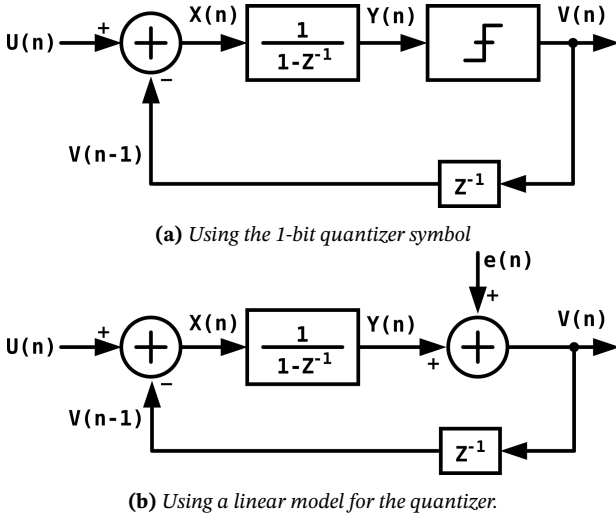 U(n)
+
X(n)
1
1-Z⁻¹
Y(n)
V(n)
−
V(n-1)
Z⁻¹
(a) Using the 1-bit quantizer symbol
e(n)
+
U(n)
+
X(n)
1
1-Z⁻¹
Y(n)
+
V(n)
−
V(n-1)
Z⁻¹
(b) Using a linear model for the quantizer.